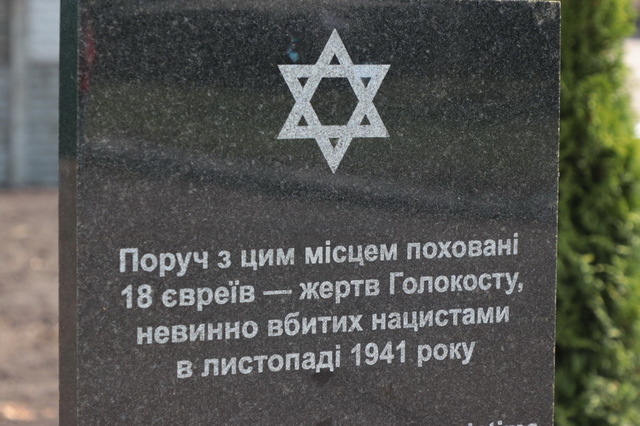 Поруч з цим місцем поховані
18 євреїв — жертв Голокосту,
невинно вбитих нацистами
в листопаді 1941 року